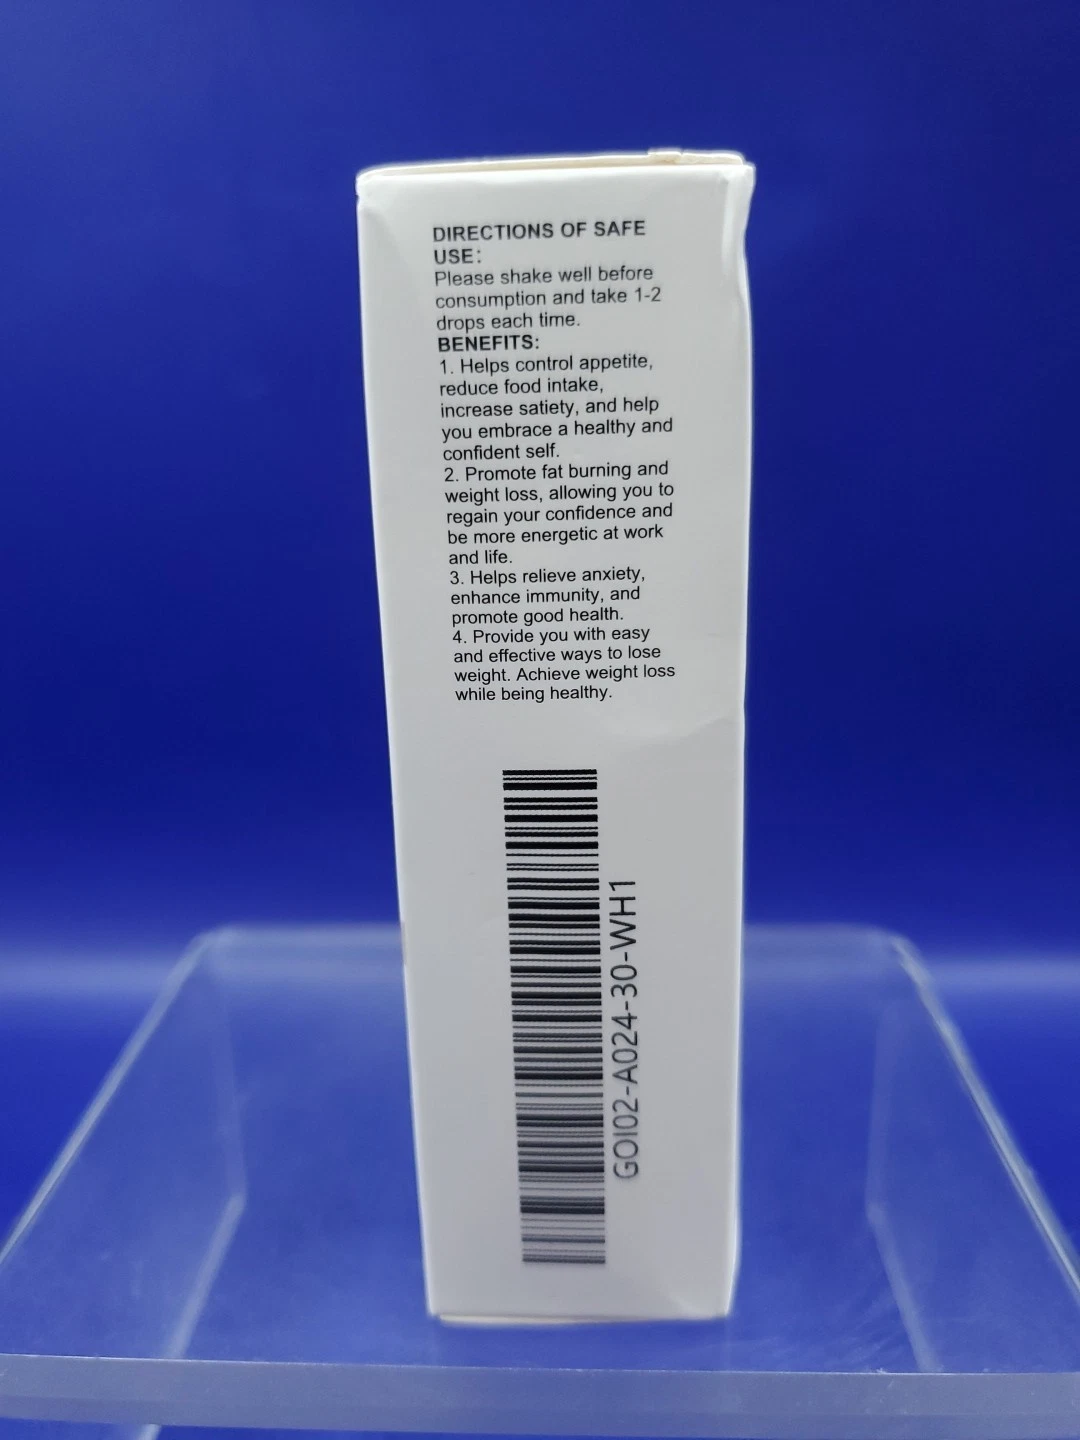 DIRECTIONS OF SAFE
USE:
Please shake well before
consumption and take 1-2
drops each time.
BENEFITS:
1. Helps control appetite,
reduce food intake,
increase satiety, and help
you embrace a healthy and
confident self.
2. Promote fat burning and
weight loss, allowing you to
regain your confidence and
be more energetic at work
and life.
3. Helps relieve anxiety,
enhance immunity, and
promote good health.
4. Provide you with easy
and effective ways to lose
weight. Achieve weight loss
while being healthy.
GOI02-A024-30-WH1